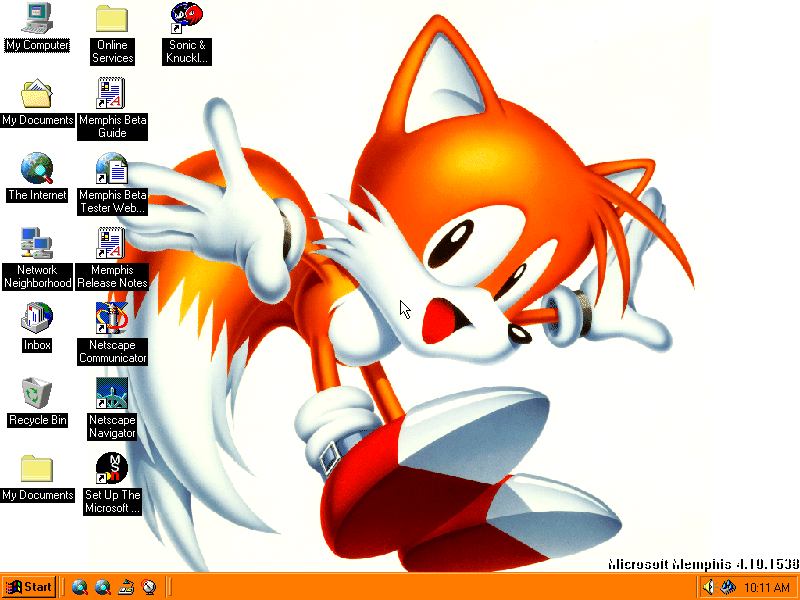 My Computer
Online
Services
Sonic &
Knuckl...
My Documents
Memphis Beta
Guide
The Internet
Memphis Beta
Tester Web...
Network
Neighborhood
Memphis
Release Notes
Inbox
Netscape
Communicator
Recycle Bin
Netscape
Navigator
My Documents
Set Up The
Microsoft ...
Microsoft Memphis 4.10.1538
Start
10:11 AM